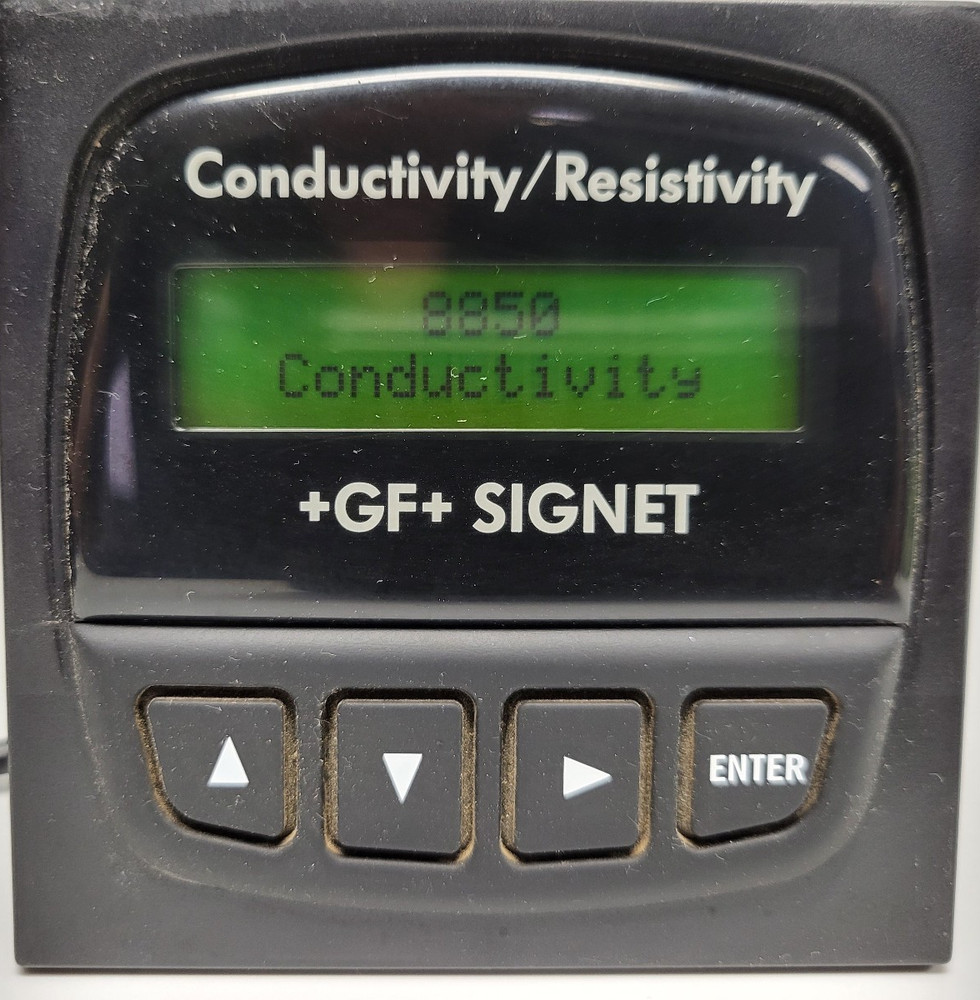 Conductivity/Resistivity
8850
Conductivity
+GF+ SIGNET
ENTER